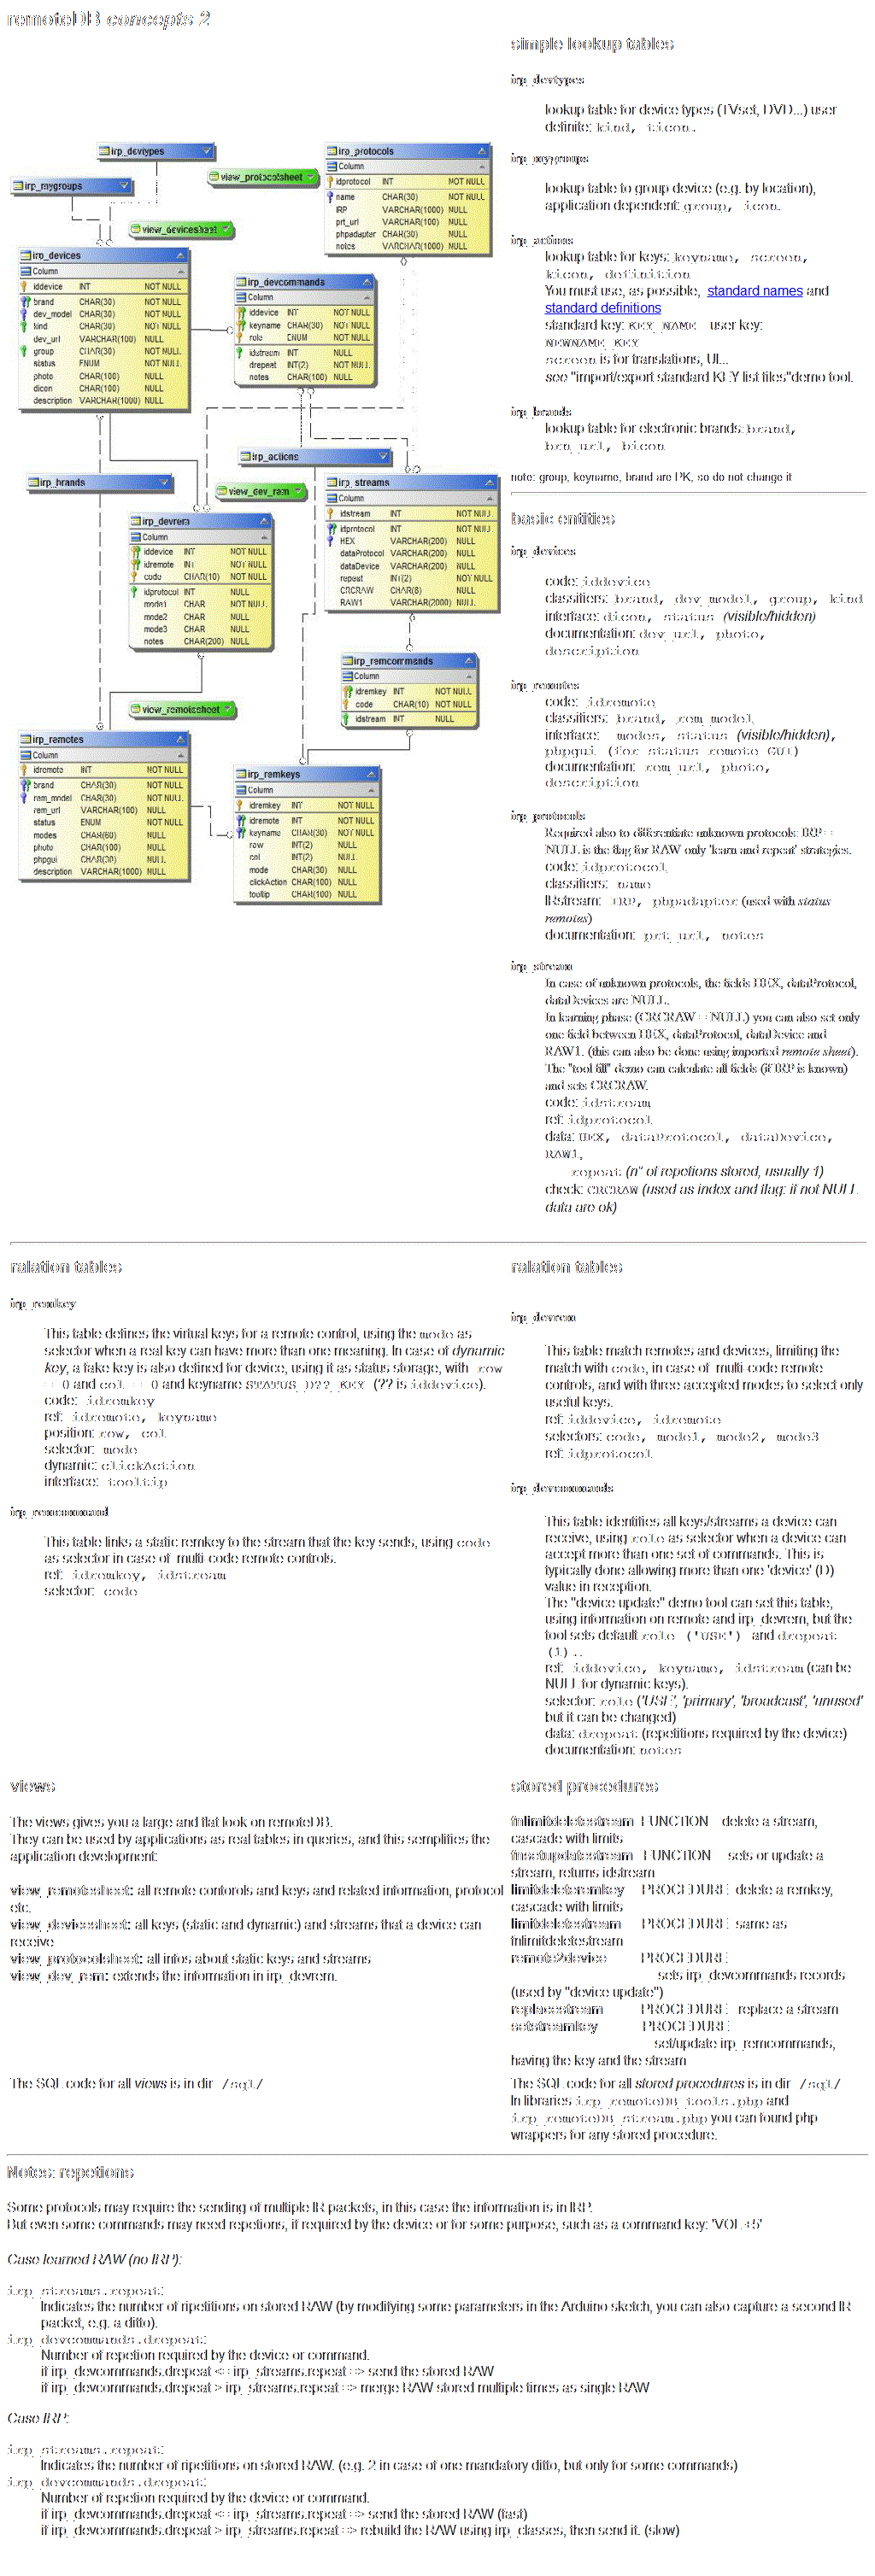 remoteDB concepts 2
simple lookup tables
irp_devtypes
lookup table for device types (TVset, DVD...) user
definite: kind, ticon.
irp_mygroups
lookup table to group device (e.g. by location),
application dependent: group, icon.
irp_actions
lookup table for keys: keyname, screen,
kicon, definition
You must use, as possible, standard names and
standard definitions
standard key: KEY_NAME user key:
NEWNAME_KEY
screen is for translations, UI...
see "import/export standard KEY list files"demo tool.
irp_brands
lookup table for electronic brands: brand,
brn_url, bicon
note: group, keyname, brand are PK, so do not change it
irp_devtypes
irp_mygroups
view_protocolsheet
view_devicesheet
irp_protocols
Column
idprotocol INT NOT NULL
name CHAR(30) NOT NULL
IRP VARCHAR(1000) NULL
prt_url VARCHAR(100) NULL
phpadapter CHAR(30) NULL
notes VARCHAR(1000) NULL
irp_devices
Column
iddevice INT NOT NULL
brand CHAR(30) NOT NULL
dev_model CHAR(30) NOT NULL
kind CHAR(30) NOT NULL
dev_url VARCHAR(100) NULL
group CHAR(30) NOT NULL
status ENUM NOT NULL
photo CHAR(100) NULL
dicon CHAR(100) NULL
description VARCHAR(1000) NULL
irp_devcommands
Column
iddevice INT NOT NULL
keyname CHAR(30) NOT NULL
role ENUM NOT NULL
idstream INT NULL
drepeat INT(2) NOT NULL
notes CHAR(100) NULL
irp_actions
irp_brands
view_dev_rem
irp_streams
Column
idstream INT NOT NULL
idprotocol INT NOT NULL
HEX VARCHAR(200) NULL
dataProtocol VARCHAR(200) NULL
dataDevice VARCHAR(200) NULL
repeat INT(2) NOT NULL
CRCRAW CHAR(8) NULL
RAW1 VARCHAR(2000) NULL
irp_devrem
Column
iddevice INT NOT NULL
idremote INT NOT NULL
code CHAR(10) NOT NULL
idprotocol INT NULL
mode1 CHAR NOT NULL
mode2 CHAR NULL
mode3 CHAR NULL
notes CHAR(200) NULL
irp_remcommands
Column
idremkey INT NOT NULL
code CHAR(10) NOT NULL
idstream INT NULL
view_remotesheet
irp_remotes
Column
idremote INT NOT NULL
brand CHAR(30) NOT NULL
rem_model CHAR(30) NOT NULL
rem_url VARCHAR(100) NULL
status ENUM NOT NULL
modes CHAR(60) NULL
photo CHAR(100) NULL
phpgui CHAR(30) NULL
description VARCHAR(1000) NULL
irp_remkeys
Column
idremkey INT NOT NULL
idremote INT NOT NULL
keyname CHAR(30) NOT NULL
row INT(2) NULL
col INT(2) NULL
mode CHAR(30) NULL
clickAction CHAR(100) NULL
tooltip CHAR(100) NULL
basic entities
irp_devices
code: iddevice
classifiers: brand, dev_model, group, kind
interface: dicon, status (visible/hidden)
documentation: dev_url, photo,
description
irp_remotes
code: idremote
classifiers: brand, rem_model
interface: modes, status (visible/hidden),
phpgui (for status remote GUI)
documentation: rem_url, photo,
description
irp_protocols
Required also to differentiate unknown protocols: IRP==
NULL is the flag for RAW only 'learn and repeat' strategies.
code: idprotocol
classifiers: name
IRstream: IRP, phpadapter (used with status
remotes)
documentation: prt_url, notes
irp_stream
In case of unknown protocols, the fields HEX, dataProtocol,
dataDevices are NULL.
In learning phase (CRCRAW==NULL) you can also set only
one field between HEX, dataProtocol, dataDevice and
RAW1. (this can also be done using imported remote sheet).
The "tool fill" demo can calculate all fields (if IRP is known)
and sets CRCRAW.
code: idstream
ref: idprotocol
data: HEX, dataProtocol, dataDevice,
RAW1,
repeat (n° of repetions stored, usually 1)
check: CRCRAW (used as index and flag: if not NULL
data are ok)
ralation tables
irp_remkey
This table defines the virtual keys for a remote control, using the mode as
selector when a real key can have more than one meaning. In case of dynamic
key, a fake key is also defined for device, using it as status storage, with row
== 0 and col == 0 and keyname STATUS_D??_KEY (?? is iddevice).
code: idremkey
ref: idremote, keyname
position: row, col
selector: mode
dynamic: clickAction
interface: tooltip
irp_remcommand
This table links a static remkey to the stream that the key sends, using code
as selector in case of multi-code remote controls.
ref: idremkey, idstream
selector: code
ralation tables
irp_devrem
This table match remotes and devices, limiting the
match with code, in case of multi-code remote
controls, and with three accepted modes to select only
useful keys.
ref: iddevice, idremote
selectors: code, mode1, mode2, mode3
ref: idprotocol
irp_devcommands
This table identifies all keys/streams a device can
receive, using role as selector when a device can
accept more than one set of commands. This is
typically done allowing more than one 'device' (D)
value in reception.
The "device update" demo tool can set this table,
using information on remote and irp_devrem, but the
tool sets default role ('USE') and drepeat
(1)..
ref: iddevice, keyname, idstream (can be
NULL for dynamic keys).
selector: role ('USE', 'primary', 'broadcast', 'unused'
but it can be changed)
data: drepeat (repetitions required by the device)
documentation: notes
views
The views gives you a large and flat look on remoteDB.
They can be used by applications as real tables in queries, and this semplifies the
application development:
view_remotesheet: all remote contorols and keys and related information, protocol
etc.
view_devicesheet: all keys (static and dynamic) and streams that a device can
receive
view_protocolsheet: all infos about static keys and streams
view_dev_rem: extends the information in irp_devrem.
The SQL code for all views is in dir /sql/
stored procedures
fnlimitdeletestream FUNCTION delete a stream,
cascade with limits
fnsetupdatestream FUNCTION sets or update a
stream, returns idstream
limitdeleteremkey PROCEDURE delete a remkey,
cascade with limits
limitdeletestream PROCEDURE same as
fnlimitdeletestream
remote2device PROCEDURE
sets irp_devcommands records
(used by "device update")
replacestream PROCEDURE replace a stream
setstreamkey PROCEDURE
set/update irp_remcommands,
having the key and the stream
The SQL code for all stored procedures is in dir /sql/
In libraries irp_remoteDB_tools.php and
irp_remoteDB_stream.php you can found php
wrappers for any stored procedure.
Notes: repetions
Some protocols may require the sending of multiple IR packets, in this case the information is in IRP.
But even some commands may need repetions, if required by the device or for some purpose, such as a command key: 'VOL+5'
Case learned RAW (no IRP):
irp_streams.repeat:
Indicates the number of ripetitions on stored RAW (by modifying some parameters in the Arduino sketch, you can also capture a second IR
packet, e.g. a ditto).
irp_devcommands.drepeat:
Number of repetion required by the device or command.
if irp_devcommands.drepeat <= irp_streams.repeat => send the stored RAW
if irp_devcommands.drepeat > irp_streams.repeat => merge RAW stored multiple times as single RAW
Case IRP:
irp_streams.repeat:
Indicates the number of ripetitions on stored RAW. (e.g. 2 in case of one mandatory ditto, but only for some commands)
irp_devcommands.drepeat:
Number of repetion required by the device or command.
if irp_devcommands.drepeat <= irp_streams.repeat => send the stored RAW (fast)
if irp_devcommands.drepeat > irp_streams.repeat => rebuild the RAW using irp_classes, then send it. (slow)